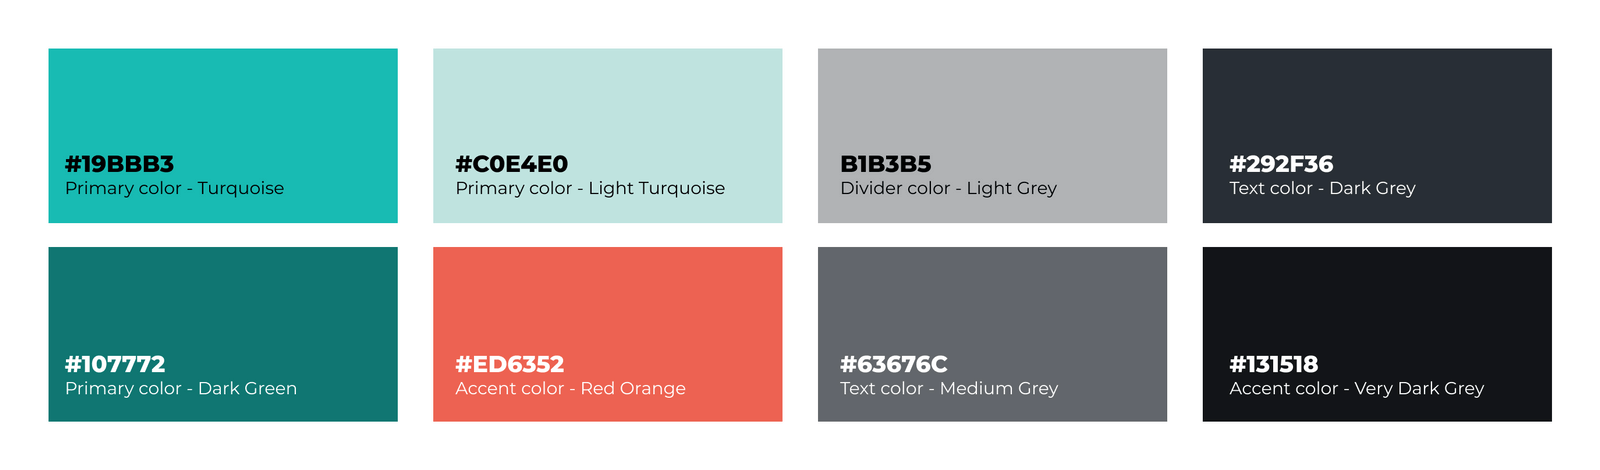 #19BBB3
Primary color - Turquoise
#C0E4E0
Primary color - Light Turquoise
B1B3B5
Divider color - Light Grey
#292F36
Text color - Dark Grey
#107772
Primary color - Dark Green
#ED6352
Accent color - Red Orange
#63676C
Text color - Medium Grey
#131518
Accent color - Very Dark Grey